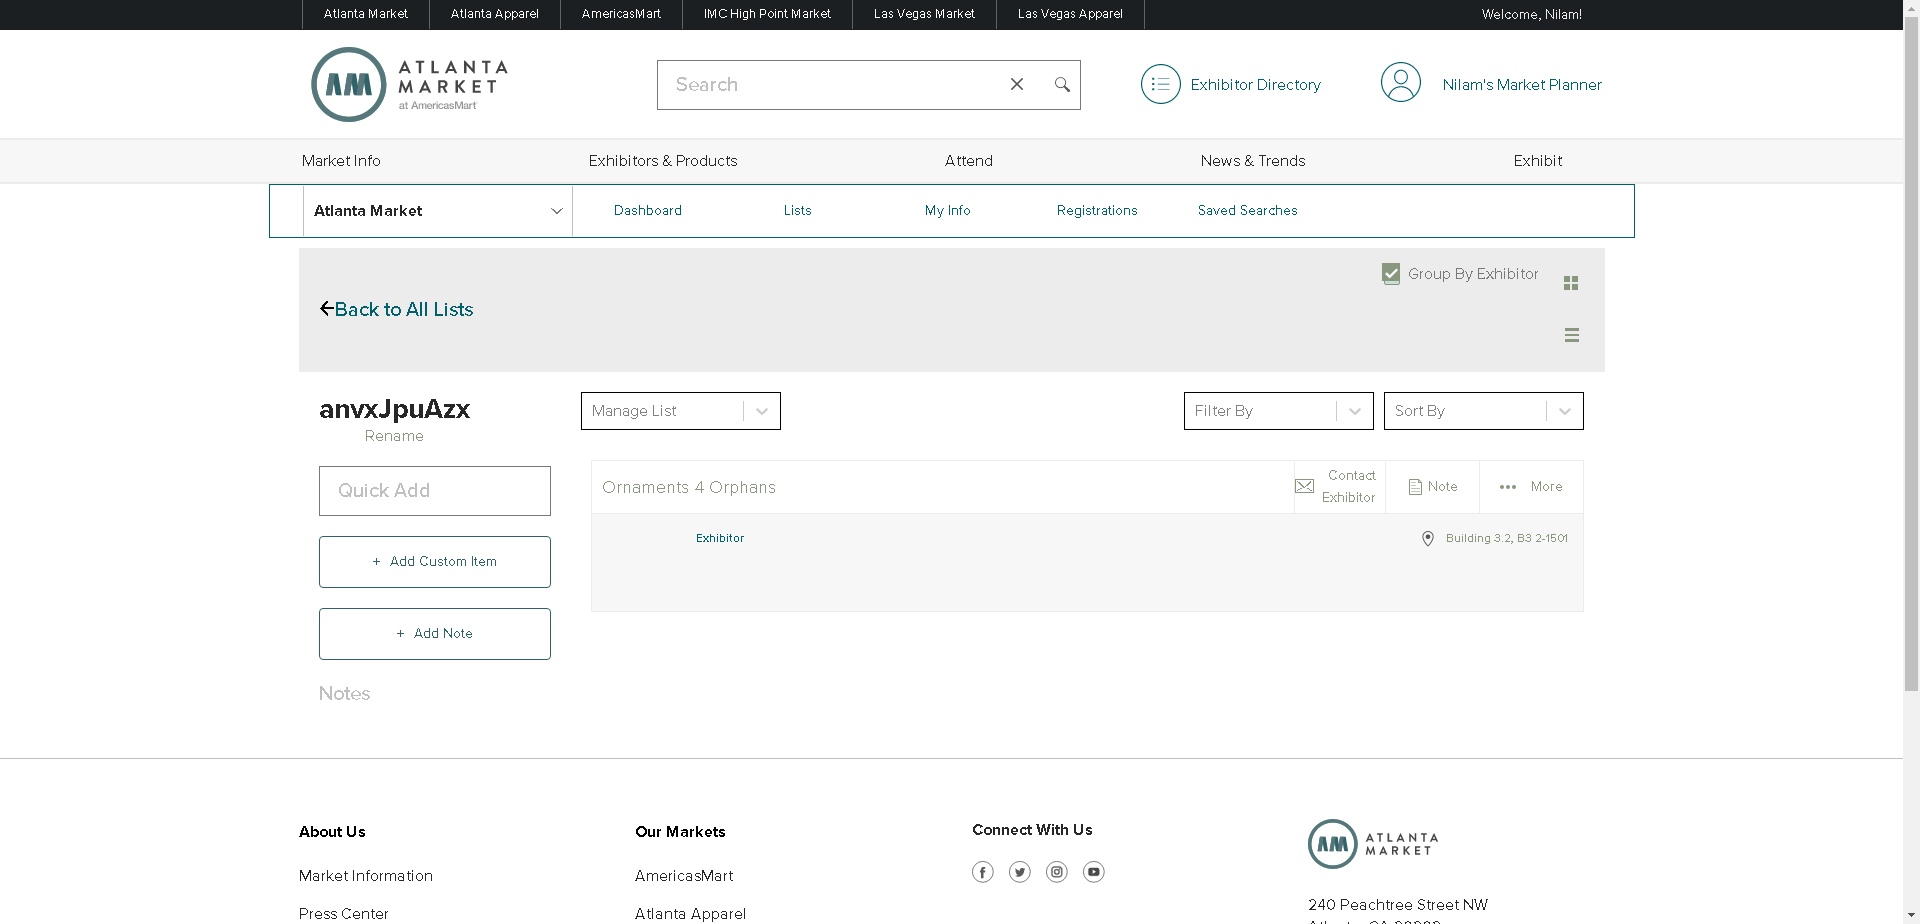 Atlanta Market
Atlanta Apparel
AmericasMart
IMC High Point Market
Las Vegas Market
Las Vegas Apparel
Welcome, Nilam!
AM
ATLANTA
MARKET
at AmericasMart
Search
Exhibitor Directory
Nilam's Market Planner
Market Info
Exhibitors & Products
Attend
News & Trends
Exhibit
Atlanta Market
Dashboard
Lists
My Info
Registrations
Saved Searches
Group By Exhibitor
Back to All Lists
anvxJpuAzx
Rename
Manage List
Filter By
Sort By
Quick Add
+ Add Custom Item
+ Add Note
Notes
Ornaments 4 Orphans
Contact
Exhibitor
Note
More
Exhibitor
Building 3.2, B3 2-1501
About Us
Market Information
Press Center
Our Markets
AmericasMart
Atlanta Apparel
Connect With Us
AM
ATLANTA
MARKET
240 Peachtree Street NW